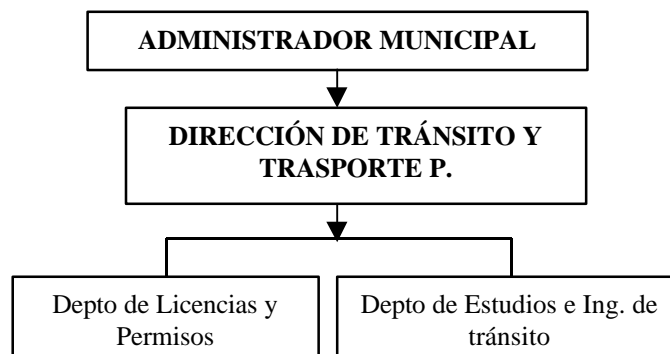 ADMINISTRADOR MUNICIPAL
DIRECCIÓN DE TRÁNSITO Y
TRASPORTE P.
Depto de Licencias y
Permisos
Depto de Estudios e Ing. de
tránsito